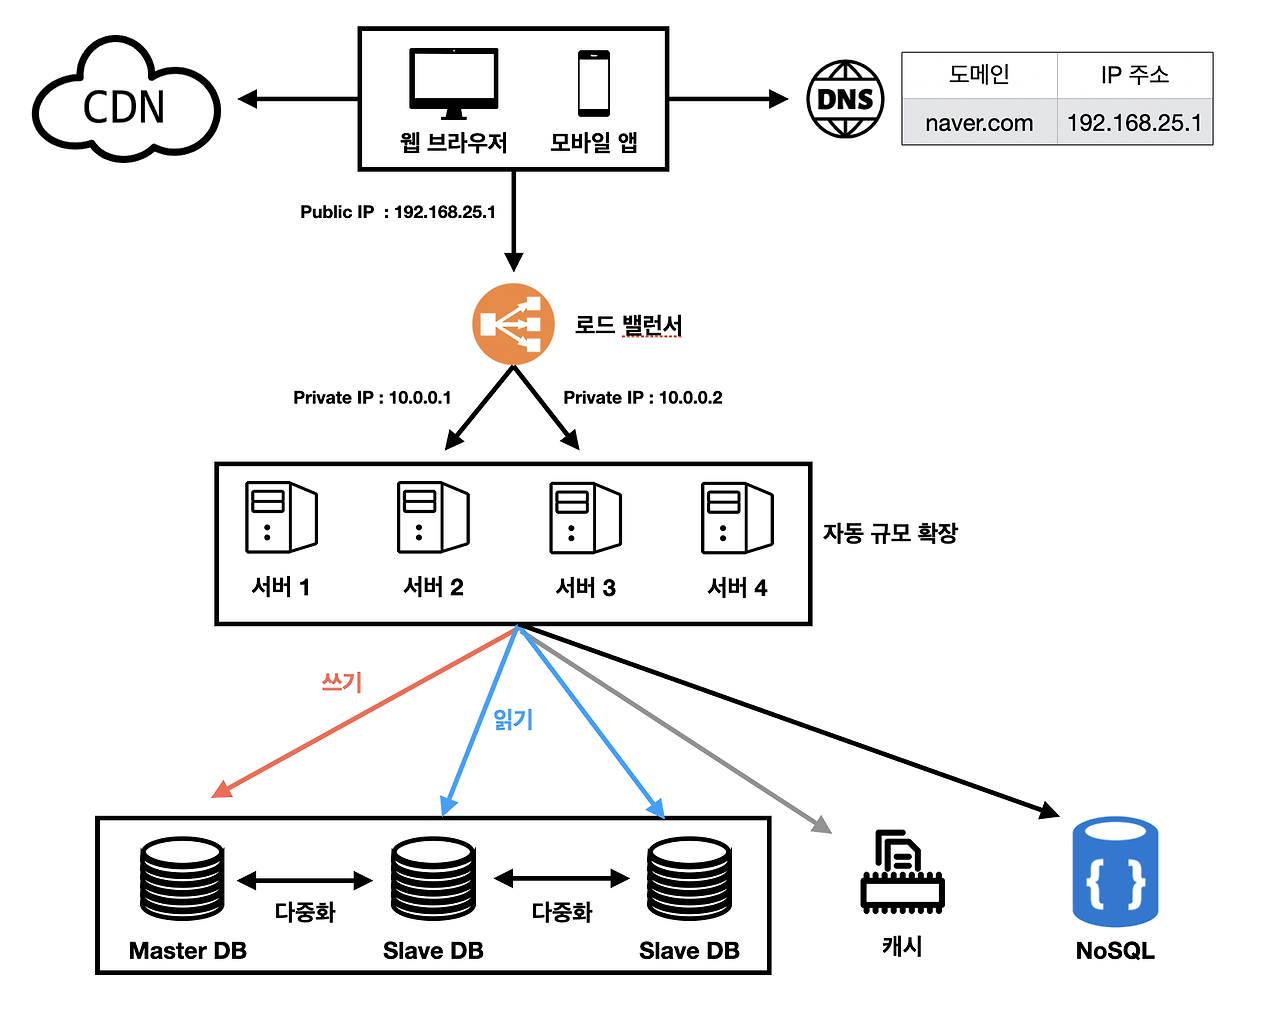 CDN
웹 브라우저
모바일 앱
DNS
도메인
IP 주소
naver.com
192.168.25.1
Public IP : 192.168.25.1
로드 밸런서
Private IP : 10.0.0.1
Private IP : 10.0.0.2
서버 1
서버 2
서버 3
서버 4
자동 규모 확장
쓰기
읽기
다중화
다중화
Master DB
Slave DB
Slave DB
캐시
{ }
NoSQL